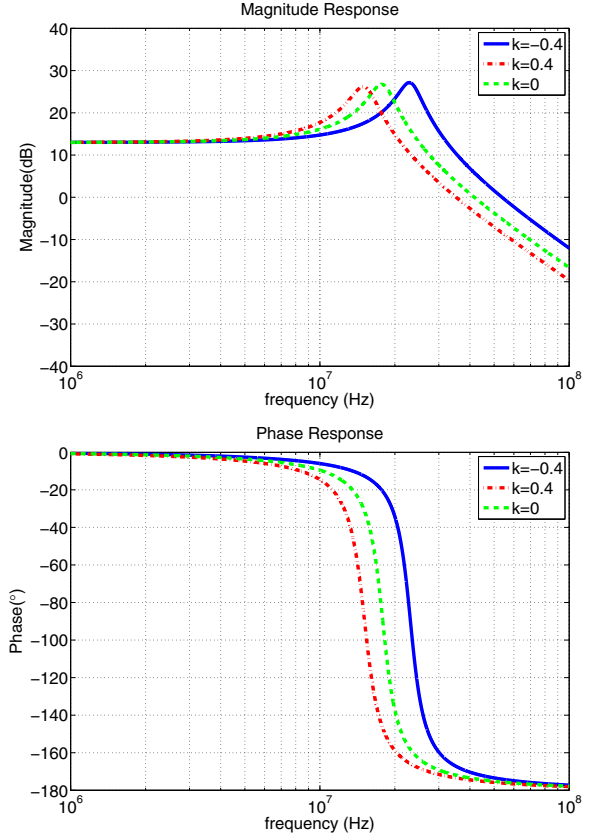 Magnitude Response
40
30
20
10
0
−10
−20
−30
−40
Magnitude(dB)
k=−0.4
k=0.4
k=0
10^6
10^7
10^8
frequency (Hz)
Phase Response
0
−20
−40
−60
−80
−100
−120
−140
−160
−180
Phase(°)
k=−0.4
k=0.4
k=0
10^6
10^7
10^8
frequency (Hz)